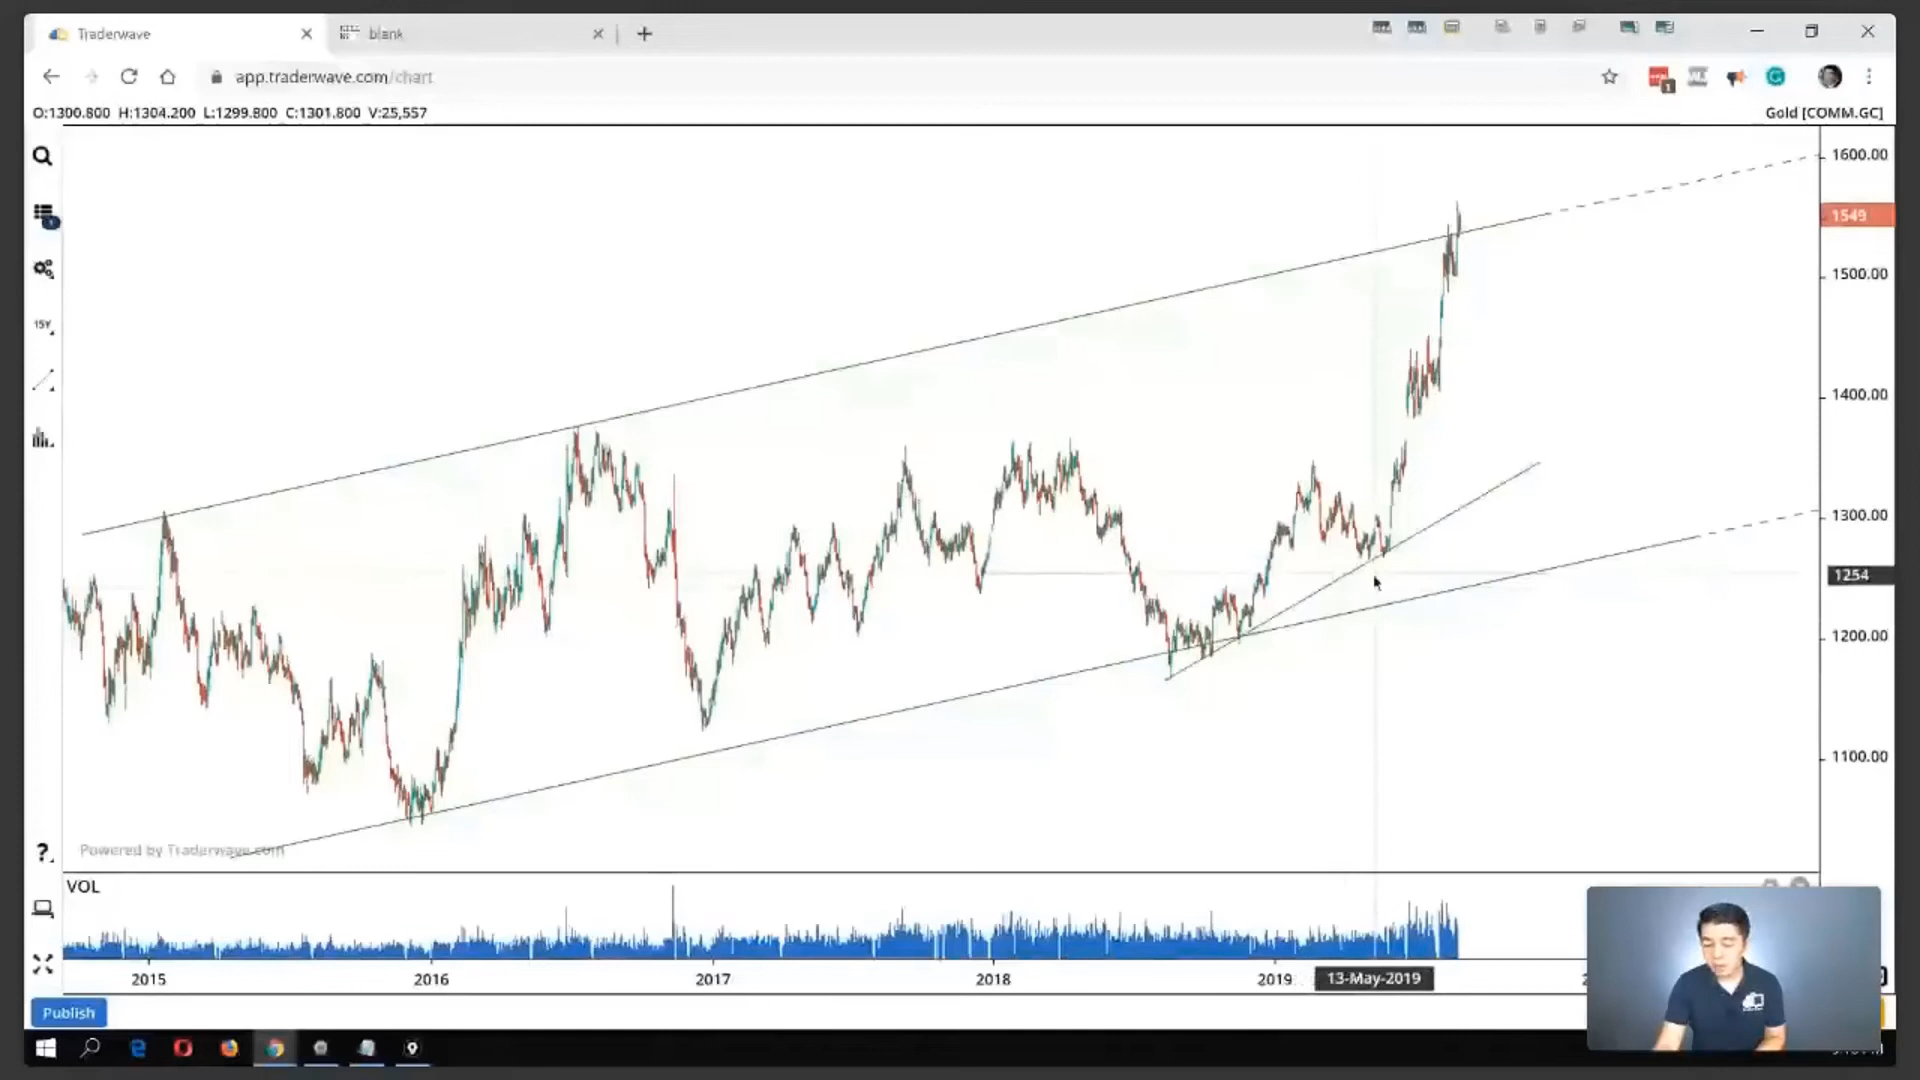 Traderwave
blank
app.traderwave.com/chart
O:1300.800 H:1304.200 L:1299.800 C:1301.800 V:25,557
Gold [COMM.GC]
1600.00
1549
1500.00
15Y
1400.00
1300.00
1254
1200.00
1100.00
Powered by Traderwave.com
VOL
2015
2016
2017
2018
2019
13-May-2019
Publish